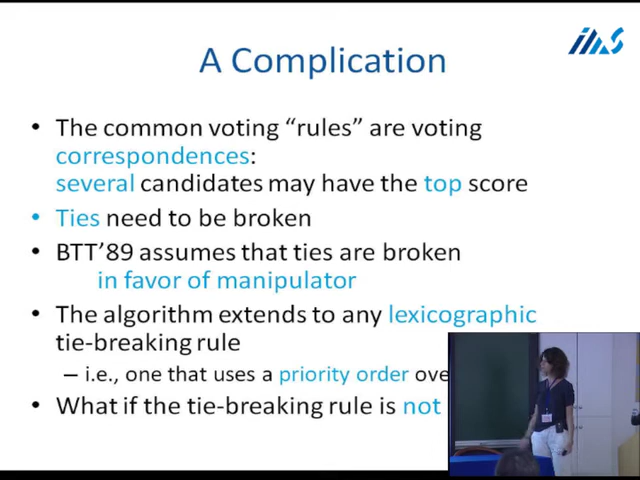 ims
A Complication
• The common voting “rules” are voting
correspondences:
several candidates may have the top score
• Ties need to be broken
• BTT’89 assumes that ties are broken
in favor of manipulator
• The algorithm extends to any lexicographic
tie-breaking rule
– i.e., one that uses a priority order
• What if the tie-breaking rule is not